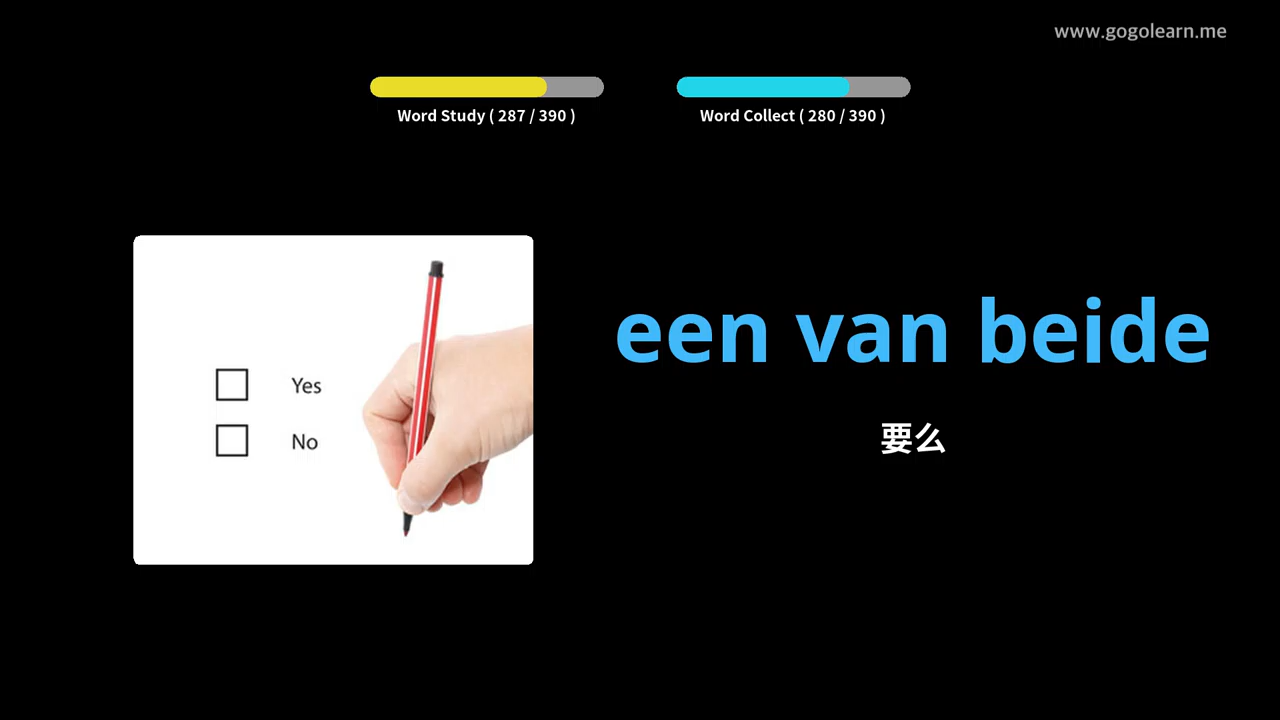 www.gogolearn.me
Word Study ( 287 / 390 )
Word Collect ( 280 / 390 )
Yes
No
een van beide
要么